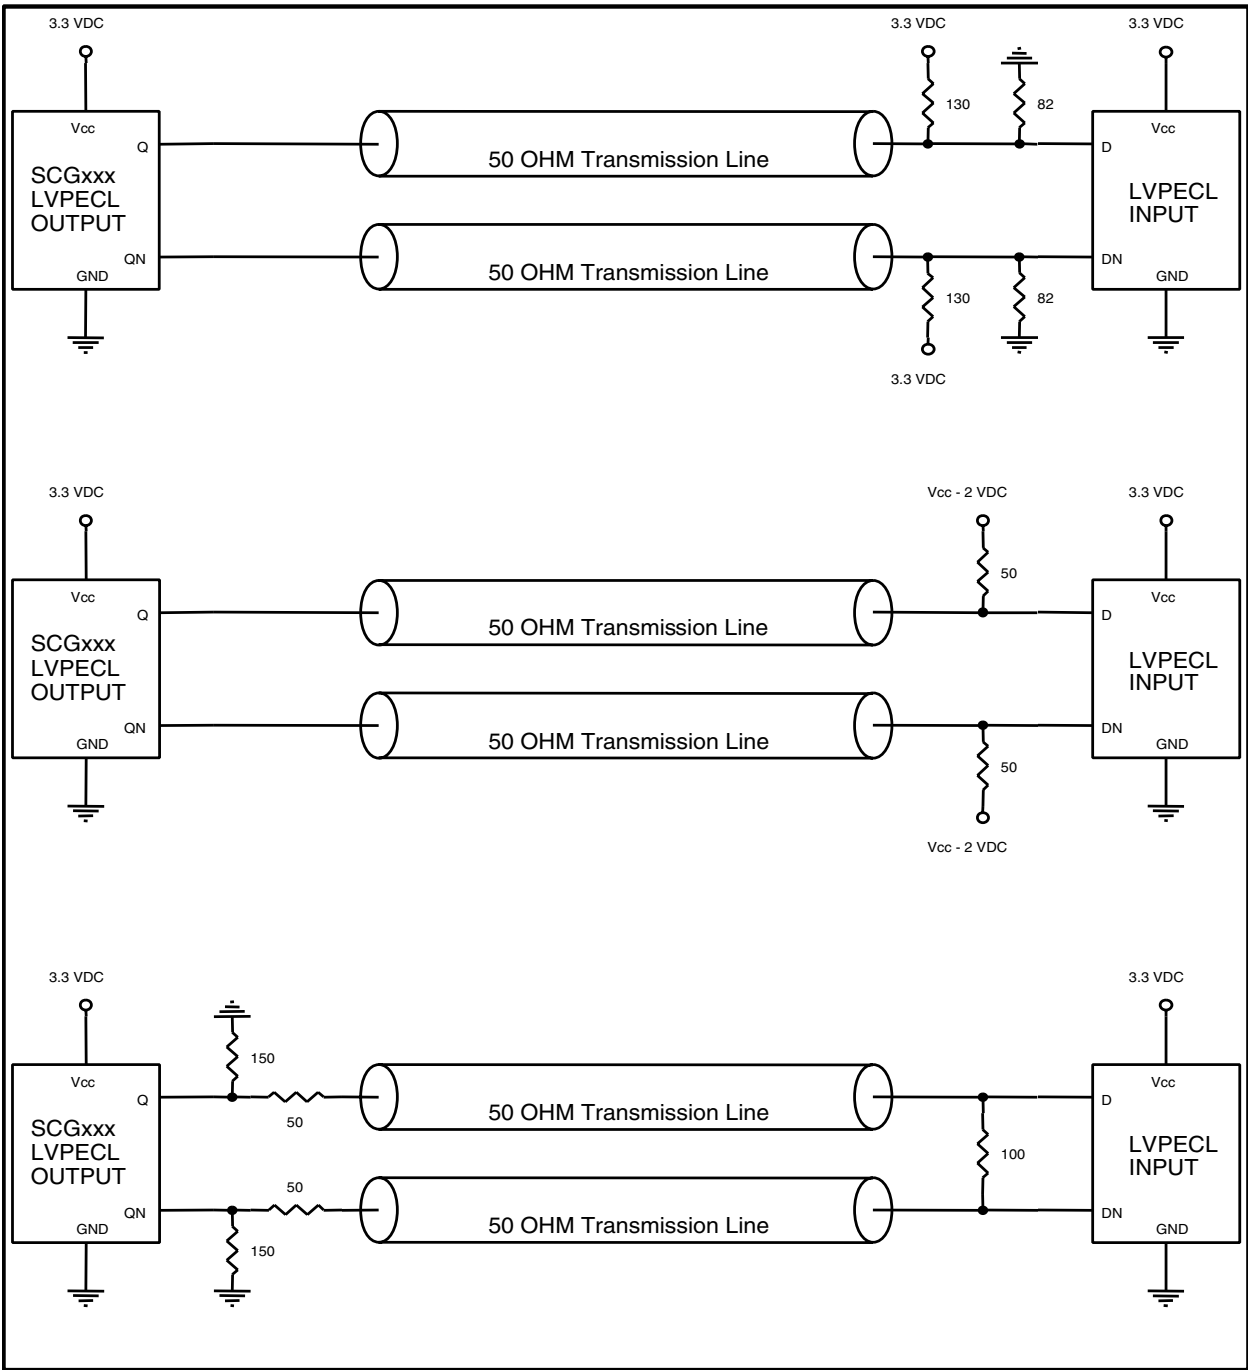 3.3 VDC
3.3 VDC
3.3 VDC
130
82
Vcc
Vcc
Q
50 OHM Transmission Line
D
SCGxxx
LVPECL
OUTPUT
LVPECL
INPUT
QN
50 OHM Transmission Line
DN
GND
GND
130
82
3.3 VDC
3.3 VDC
Vcc - 2 VDC
3.3 VDC
50
Vcc
Vcc
Q
50 OHM Transmission Line
D
SCGxxx
LVPECL
OUTPUT
LVPECL
INPUT
QN
50 OHM Transmission Line
DN
GND
GND
50
Vcc - 2 VDC
3.3 VDC
3.3 VDC
150
Vcc
Vcc
Q
50
50 OHM Transmission Line
D
SCGxxx
LVPECL
OUTPUT
100
LVPECL
INPUT
50
QN
50 OHM Transmission Line
DN
GND
GND
150